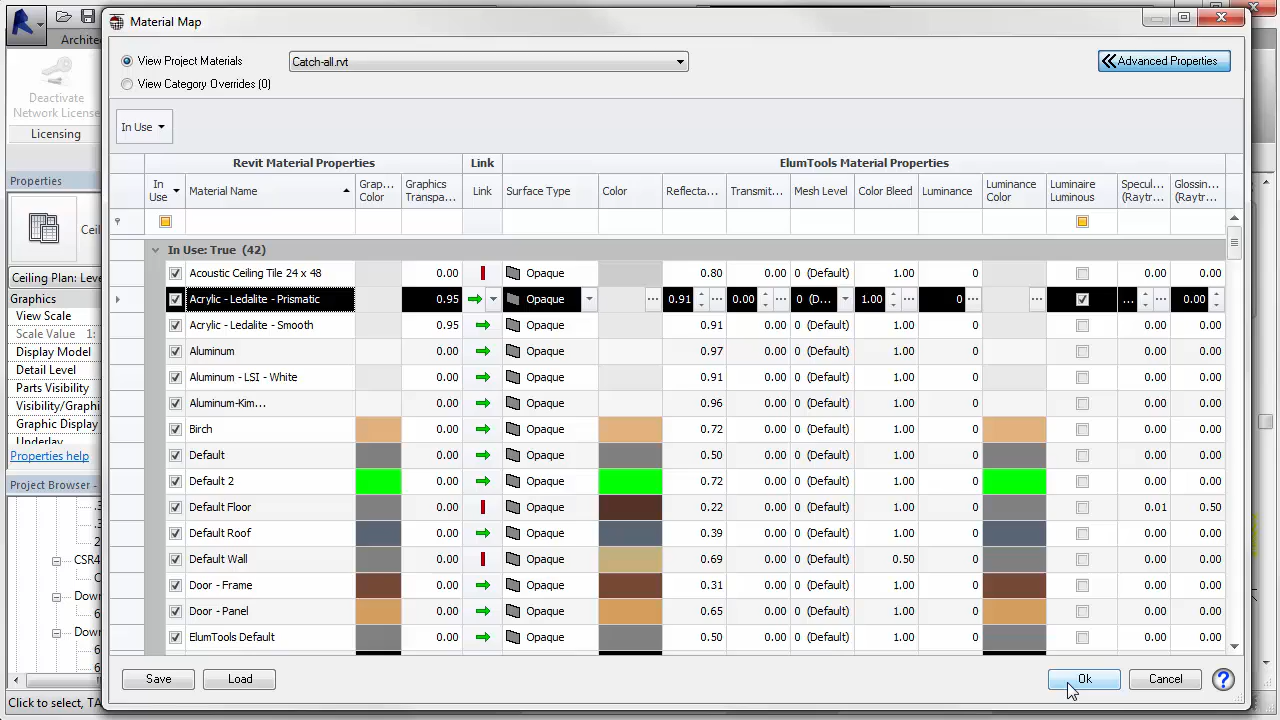 Material Map
Archite
View Project Materials
Catch-all.rvt
Advanced Properties
View Category Overrides (0)
Deactivate
Network License
Licensing
In Use
Revit Material Properties Link ElumTools Material Properties
In Use Material Name Grap... Color Graphics Transpa... Link Surface Type Color Reflecta... Transmit... Mesh Level Color Bleed Luminance Luminance Color Luminaire Luminous Specul... (Raytr... Glossin... (Raytr...
In Use: True (42)
Acoustic Ceiling Tile 24 x 48 0.00 Opaque 0.80 0.00 0 (Default) 1.00 0 0.00 0.00
Acrylic - Ledalite - Prismatic 0.95 Opaque ... 0.91 ... 0.00 ... 0 (D... 1.00 ... 0 ... ... ... ... 0.00
Acrylic - Ledalite - Smooth 0.95 Opaque 0.91 0.00 0 (Default) 1.00 0 0.00 0.00
Aluminum 0.00 Opaque 0.97 0.00 0 (Default) 1.00 0 0.00 0.00
Aluminum - LSI - White 0.00 Opaque 0.91 0.00 0 (Default) 1.00 0 0.00 0.00
Aluminum-Kim... 0.00 Opaque 0.96 0.00 0 (Default) 1.00 0 0.00 0.00
Birch 0.00 Opaque 0.72 0.00 0 (Default) 1.00 0 0.00 0.00
Default 0.00 Opaque 0.50 0.00 0 (Default) 1.00 0 0.00 0.00
Default 2 0.00 Opaque 0.72 0.00 0 (Default) 1.00 0 0.00 0.00
Default Floor 0.00 Opaque 0.22 0.00 0 (Default) 1.00 0 0.01 0.50
Default Roof 0.00 Opaque 0.39 0.00 0 (Default) 1.00 0 0.00 0.00
Default Wall 0.00 Opaque 0.69 0.00 0 (Default) 0.50 0 0.00 0.00
Door - Frame 0.00 Opaque 0.31 0.00 0 (Default) 1.00 0 0.00 0.00
Door - Panel 0.00 Opaque 0.65 0.00 0 (Default) 1.00 0 0.00 0.00
ElumTools Default 0.00 Opaque 0.50 0.00 0 (Default) 1.00 0 0.00 0.00
Save
Load
Ok
Cancel
?
Properties
Ceil
Ceiling Plan: Leve
Graphics
View Scale
Scale Value 1:
Display Model
Detail Level
Parts Visibility
Visibility/Graphi
Graphic Display
Underlay
Properties help
Project Browser -
CSR4
Down
Down
Click to select, TA